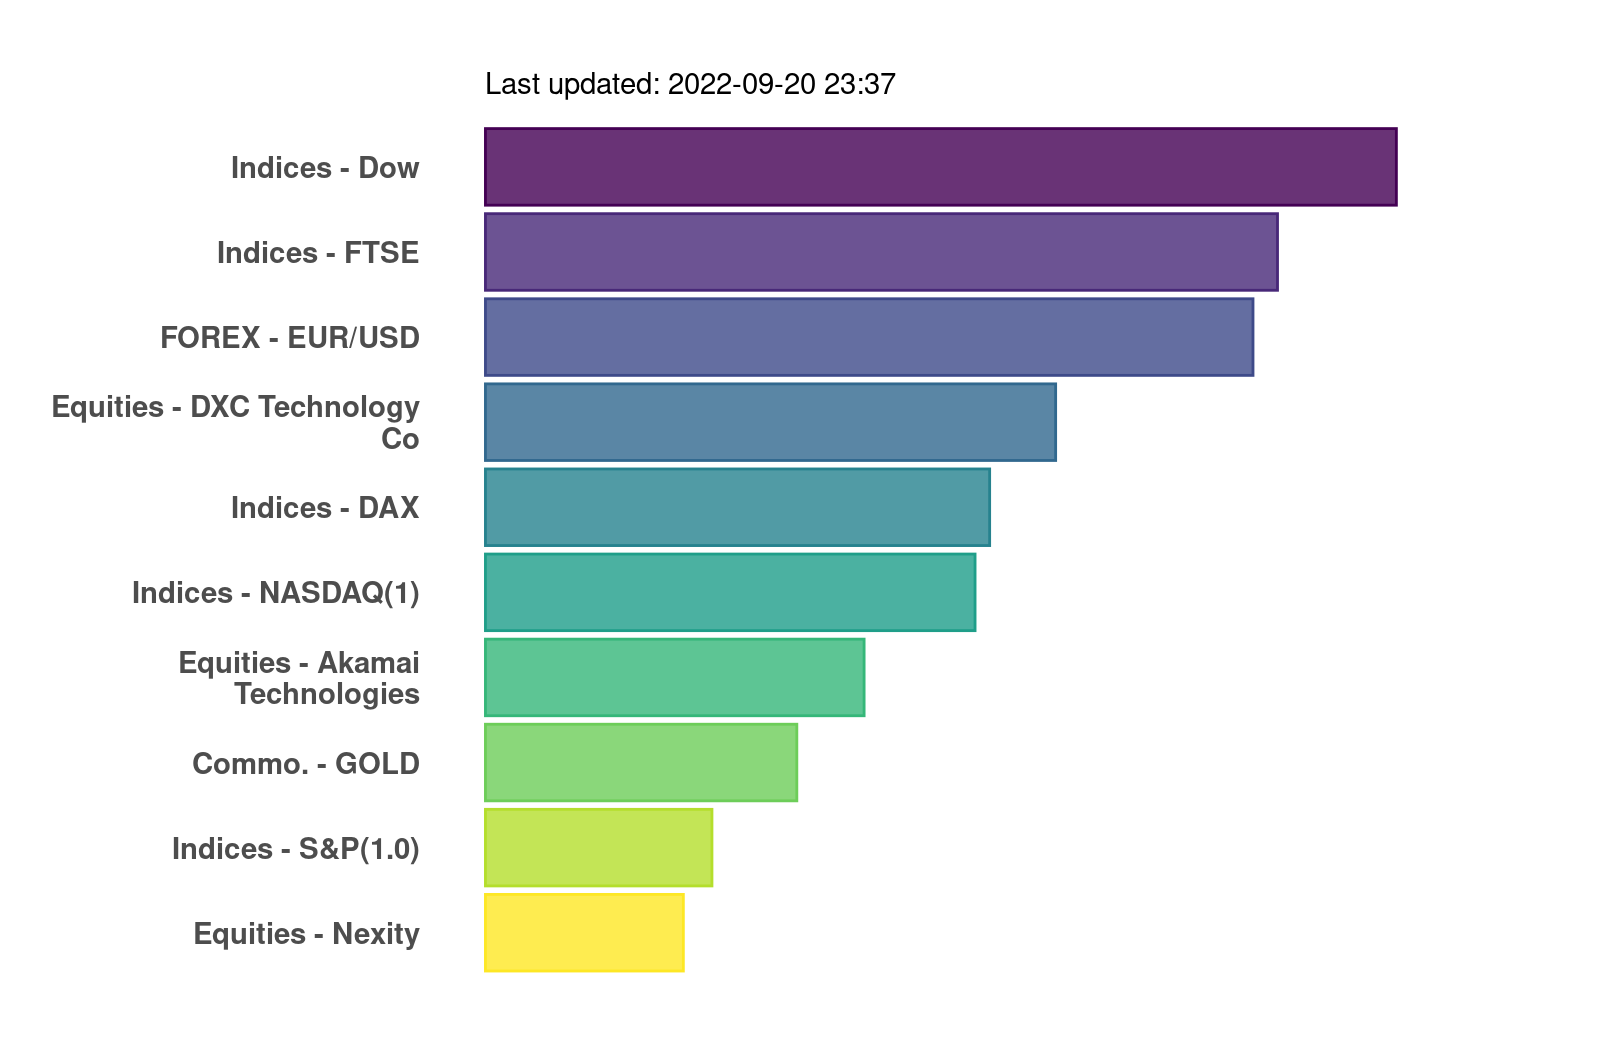 Last updated: 2022-09-20 23:37
Indices - Dow
Indices - FTSE
FOREX - EUR/USD
Equities - DXC Technology
Co
Indices - DAX
Indices - NASDAQ(1)
Equities - Akamai
Technologies
Commo. - GOLD
Indices - S&P(1.0)
Equities - Nexity